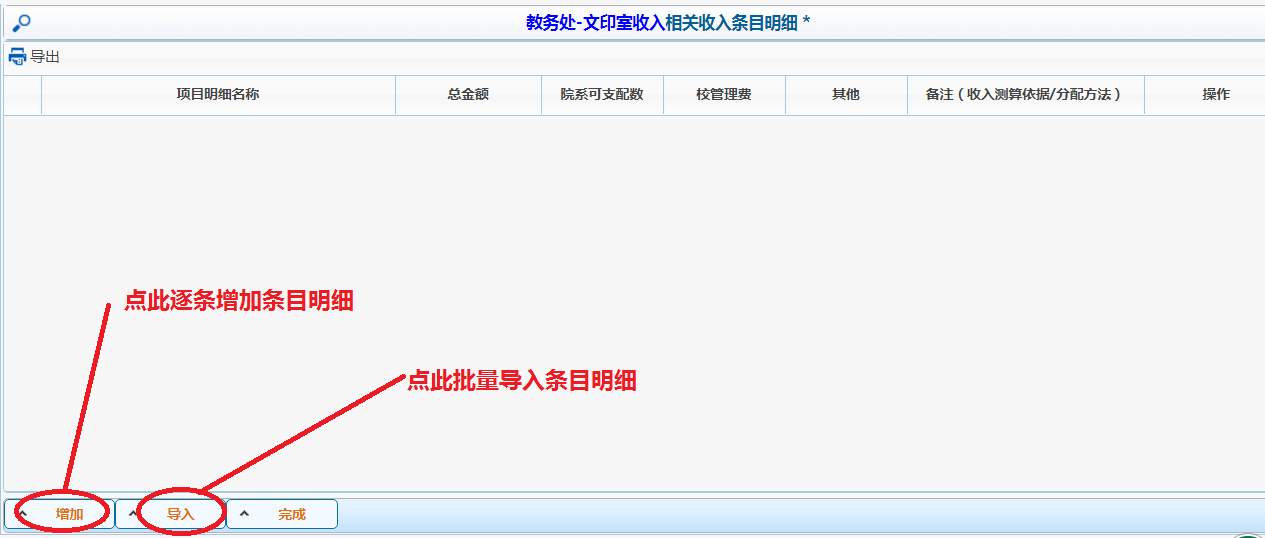 教务处-文印室收入相关收入条目明细 *
导出
项目明细名称 总金额 院系可支配数 校管理费 其他 备注（收入测算依据/分配方法） 操作
点此逐条增加条目明细
点此批量导入条目明细
增加 导入 完成